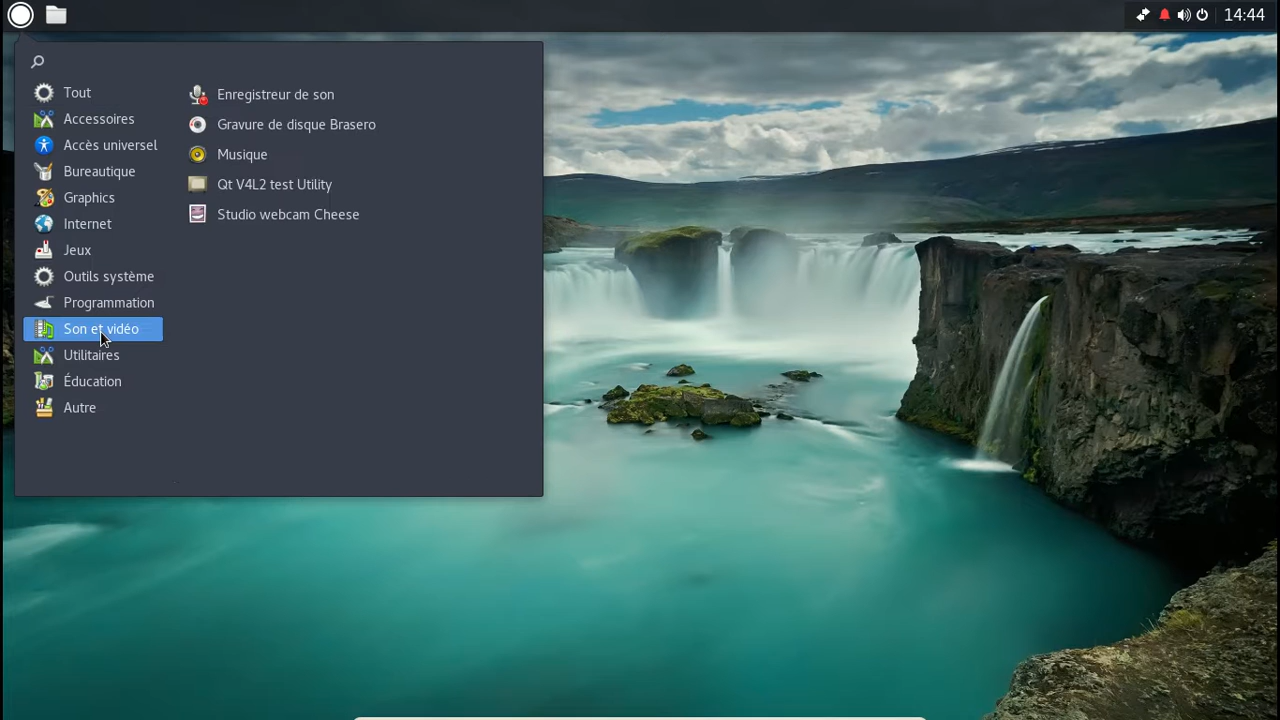 14:44
Tout
Accessoires
Accès universel
Bureautique
Graphics
Internet
Jeux
Outils système
Programmation
Son et vidéo
Utilitaires
Éducation
Autre
Enregistreur de son
Gravure de disque Brasero
Musique
Qt V4L2 test Utility
Studio webcam Cheese